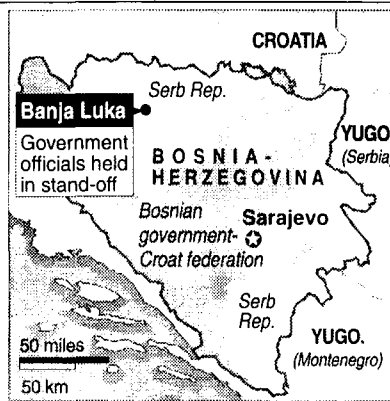 CROATIA
Serb Rep.
Banja Luka
Government
officials held
in stand-off
YUGO.
(Serbia)
BOSNIA-
HERZEGOVINA
Bosnian
government-
Croat federation
Sarajevo
Serb
Rep.
YUGO.
(Montenegro)
50 miles
50 km